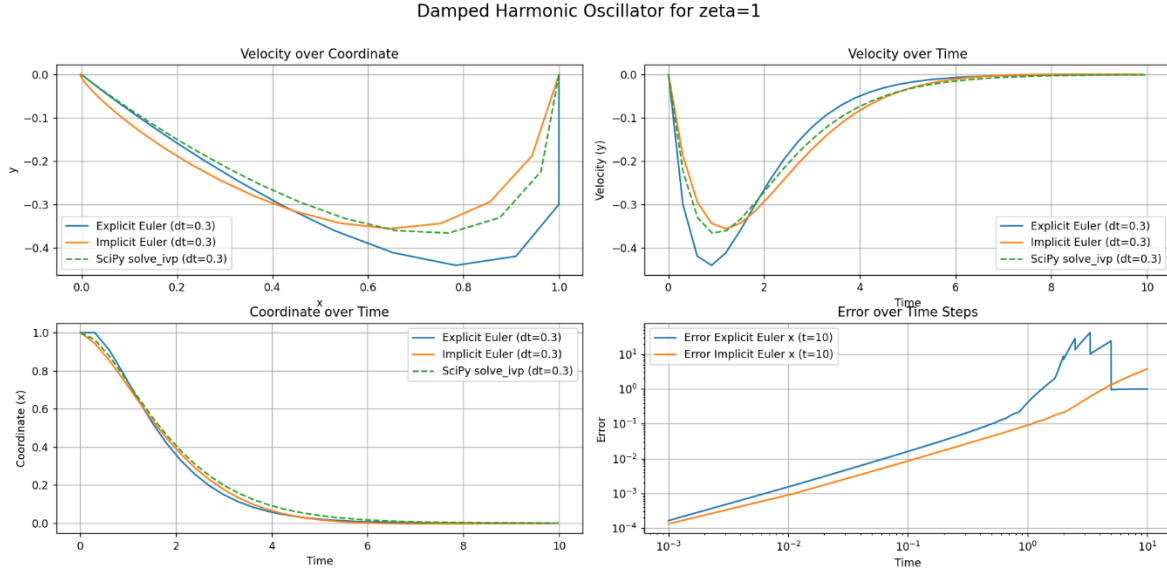 Damped Harmonic Oscillator for zeta=1
Velocity over Coordinate
0.0
−0.1
−0.2
−0.3
−0.4
y
Explicit Euler (dt=0.3)
Implicit Euler (dt=0.3)
SciPy solve_ivp (dt=0.3)
0.0 0.2 0.4 0.6 0.8 1.0
x
Velocity over Time
0.0
−0.1
−0.2
−0.3
−0.4
Velocity (y)
Explicit Euler (dt=0.3)
Implicit Euler (dt=0.3)
SciPy solve_ivp (dt=0.3)
0 2 4 6 8 10
Time
Coordinate over Time
1.0
0.8
0.6
0.4
0.2
0.0
Coordinate (x)
Explicit Euler (dt=0.3)
Implicit Euler (dt=0.3)
SciPy solve_ivp (dt=0.3)
0 2 4 6 8 10
Time
Error over Time Steps
Error Explicit Euler x (t=10)
Error Implicit Euler x (t=10)
10¹
10⁰
10⁻¹
10⁻²
10⁻³
10⁻⁴
Error
10⁻³ 10⁻² 10⁻¹ 10⁰ 10¹
Time